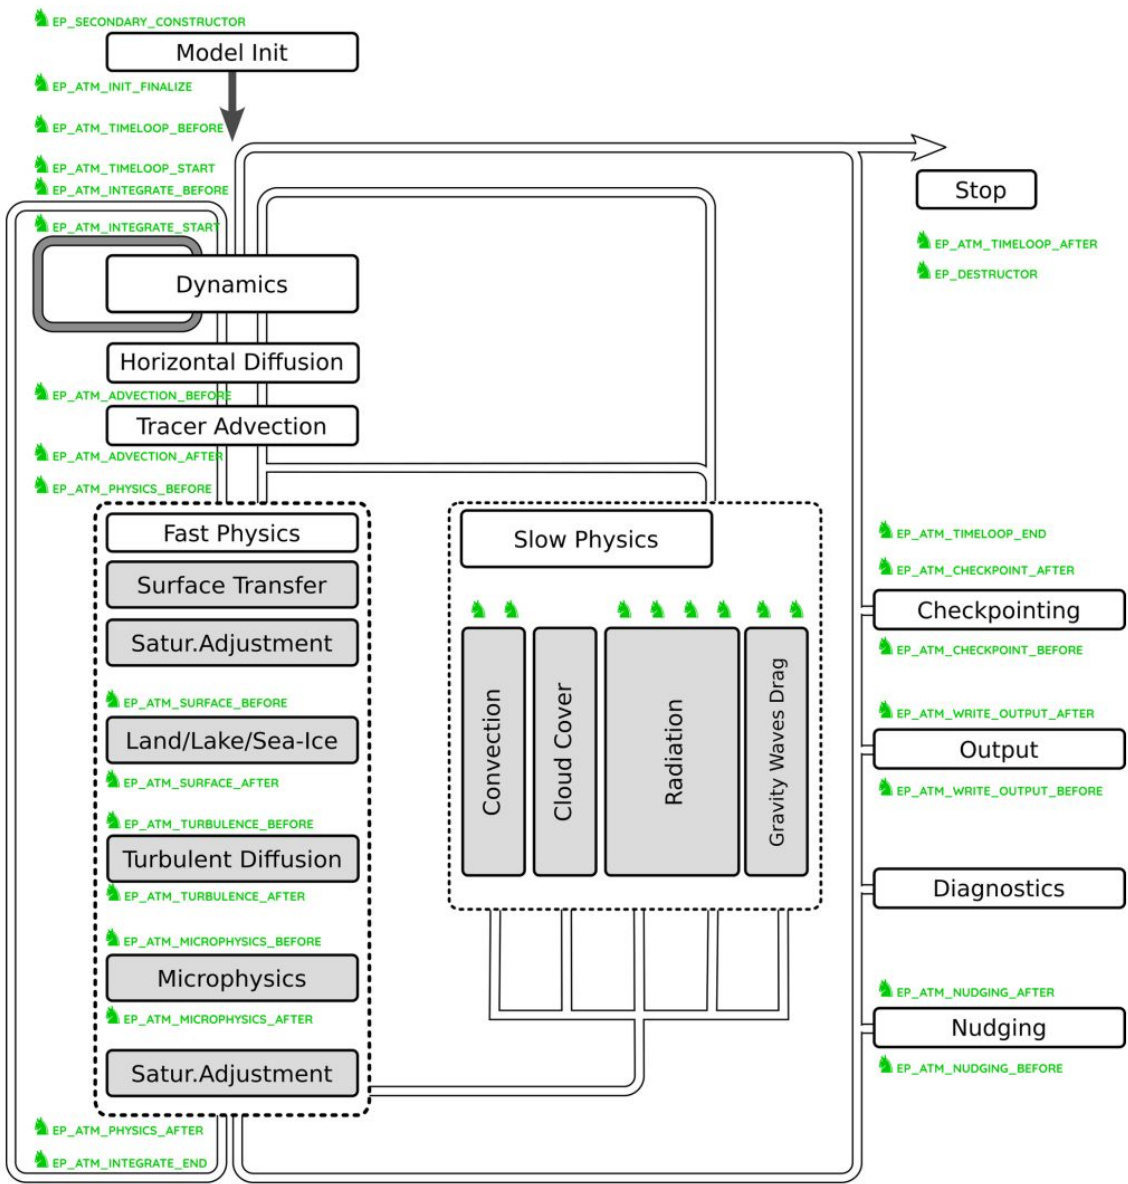 EP_SECONDARY_CONSTRUCTOR
Model Init
EP_ATM_INIT_FINALIZE
EP_ATM_TIMELOOP_BEFORE
EP_ATM_TIMELOOP_START
EP_ATM_INTEGRATE_BEFORE
EP_ATM_INTEGRATE_START
Dynamics
Horizontal Diffusion
EP_ATM_ADVECTION_BEFORE
Tracer Advection
EP_ATM_ADVECTION_AFTER
EP_ATM_PHYSICS_BEFORE
Fast Physics
Surface Transfer
Satur.Adjustment
EP_ATM_SURFACE_BEFORE
Land/Lake/Sea-Ice
EP_ATM_SURFACE_AFTER
EP_ATM_TURBULENCE_BEFORE
Turbulent Diffusion
EP_ATM_TURBULENCE_AFTER
EP_ATM_MICROPHYSICS_BEFORE
Microphysics
EP_ATM_MICROPHYSICS_AFTER
Satur.Adjustment
EP_ATM_PHYSICS_AFTER
EP_ATM_INTEGRATE_END
Slow Physics
Convection
Cloud Cover
Radiation
Gravity Waves Drag
Stop
EP_ATM_TIMELOOP_AFTER
EP_DESTRUCTOR
EP_ATM_TIMELOOP_END
EP_ATM_CHECKPOINT_AFTER
Checkpointing
EP_ATM_CHECKPOINT_BEFORE
EP_ATM_WRITE_OUTPUT_AFTER
Output
EP_ATM_WRITE_OUTPUT_BEFORE
Diagnostics
EP_ATM_NUDGING_AFTER
Nudging
EP_ATM_NUDGING_BEFORE